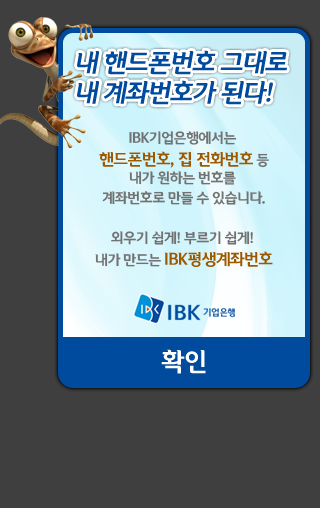 내 핸드폰번호 그대로
내 계좌번호가 된다!
IBK기업은행에서는
핸드폰번호, 집 전화번호 등
내가 원하는 번호를
계좌번호로 만들 수 있습니다.
외우기 쉽게! 부르기 쉽게!
내가 만드는 IBK평생계좌번호
IBK 기업은행
확인